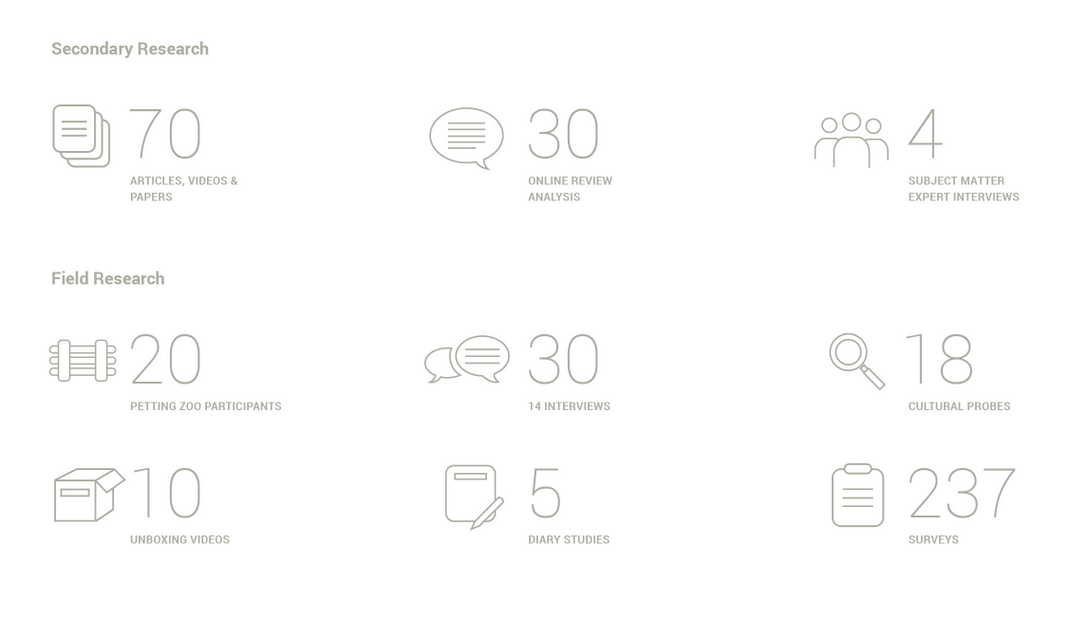 Secondary Research
70
ARTICLES, VIDEOS &
PAPERS
30
ONLINE REVIEW
ANALYSIS
4
SUBJECT MATTER
EXPERT INTERVIEWS
Field Research
20
PETTING ZOO PARTICIPANTS
30
14 INTERVIEWS
18
CULTURAL PROBES
10
UNBOXING VIDEOS
5
DIARY STUDIES
237
SURVEYS